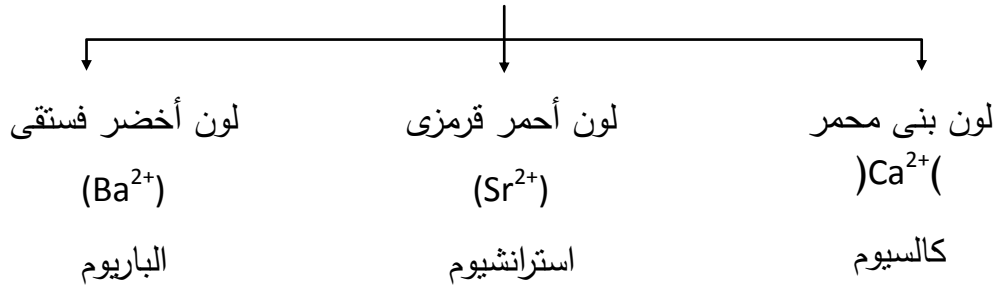 لون بنى محمر
)Ca²⁺(
كالسيوم
لون أحمر قرمزى
(Sr²⁺)
استرانشيوم
لون أخضر فستقى
(Ba²⁺)
الباريوم